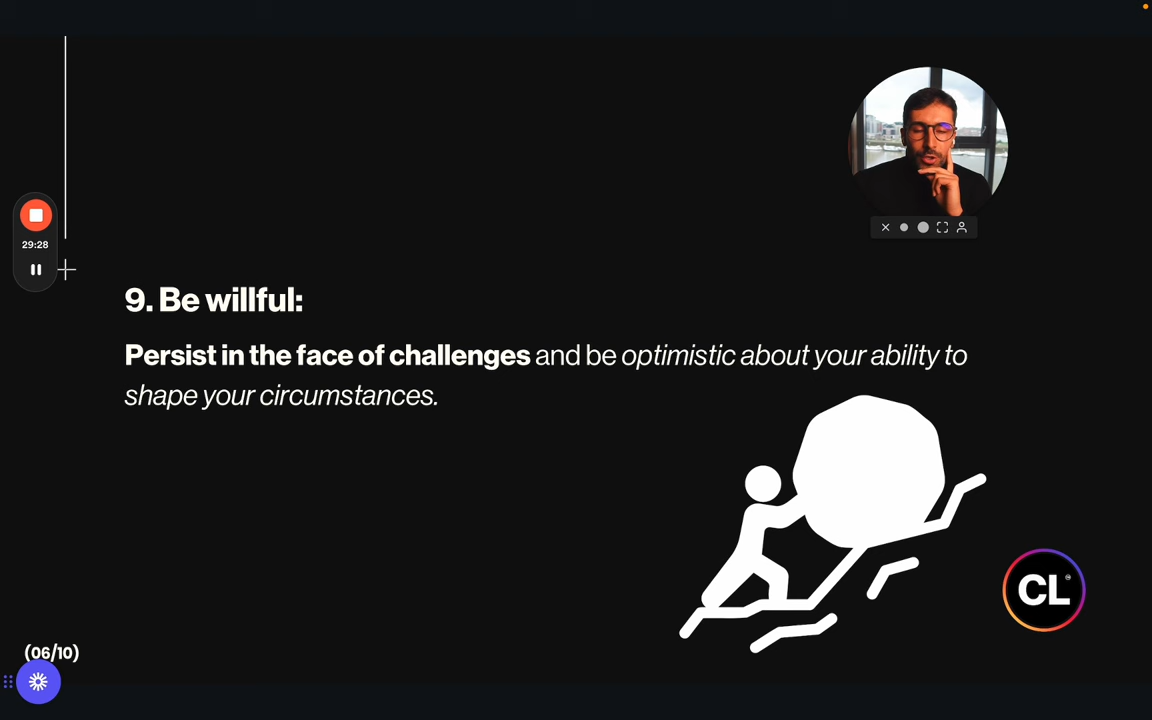 29:28
9. Be willful:
Persist in the face of challenges and be optimistic about your ability to
shape your circumstances.
CL
(06/10)